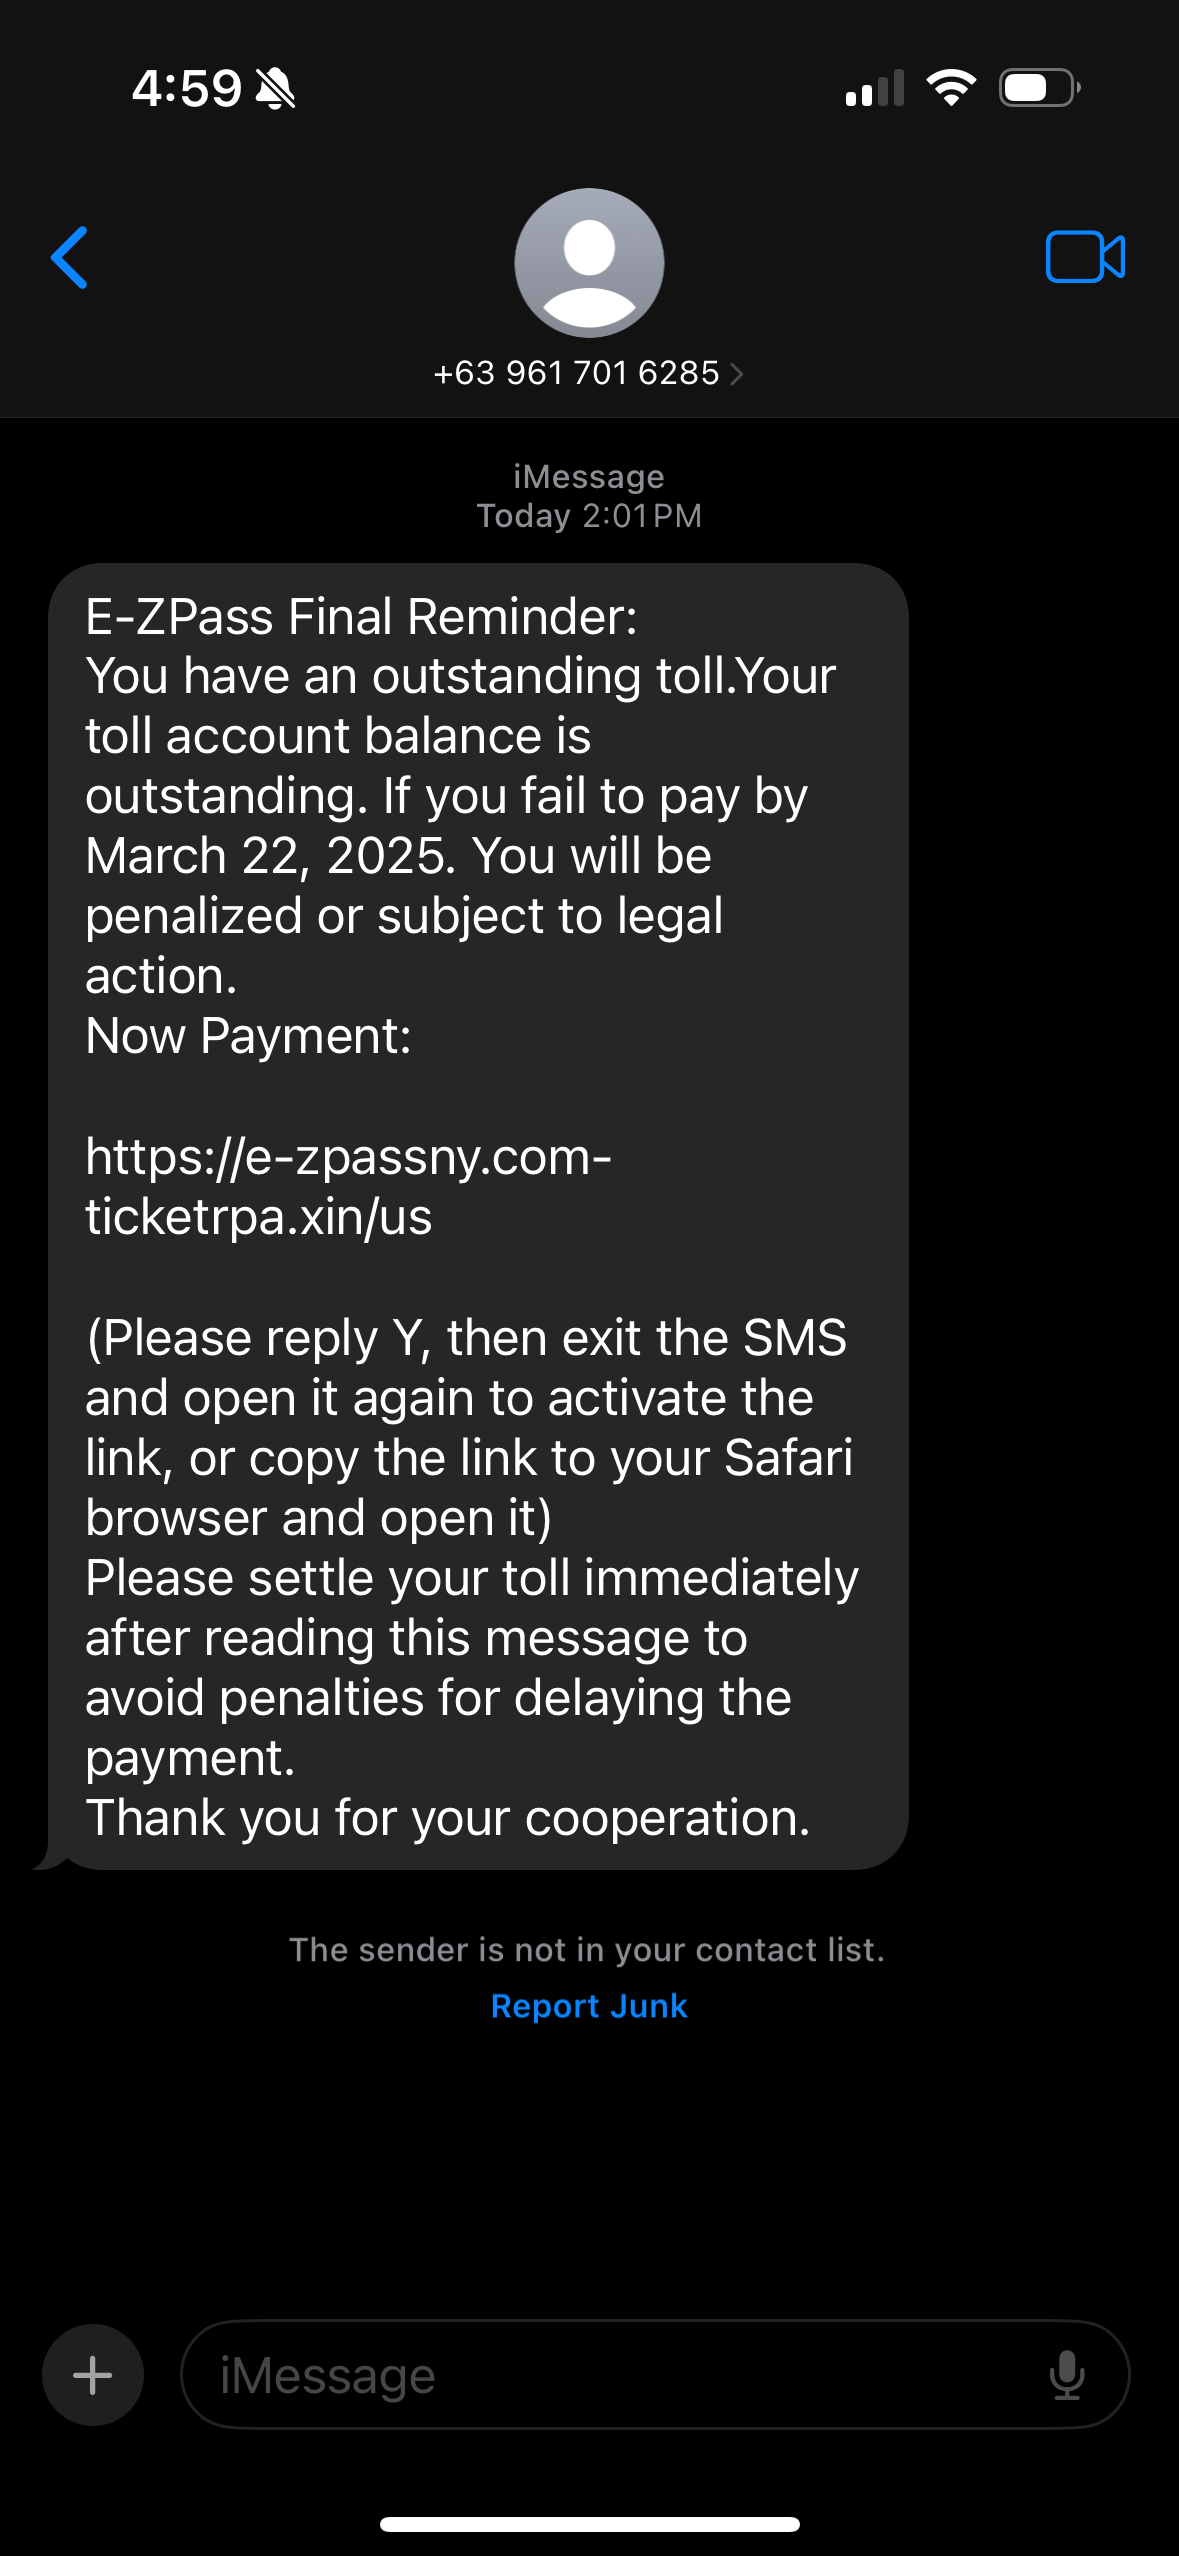 4:59
+63 961 701 6285
iMessage
Today 2:01 PM
E-ZPass Final Reminder:
You have an outstanding toll.Your
toll account balance is
outstanding. If you fail to pay by
March 22, 2025. You will be
penalized or subject to legal
action.
Now Payment:
https://e-zpassny.com-
ticketrpa.xin/us
(Please reply Y, then exit the SMS
and open it again to activate the
link, or copy the link to your Safari
browser and open it)
Please settle your toll immediately
after reading this message to
avoid penalties for delaying the
payment.
Thank you for your cooperation.
The sender is not in your contact list.
Report Junk
iMessage